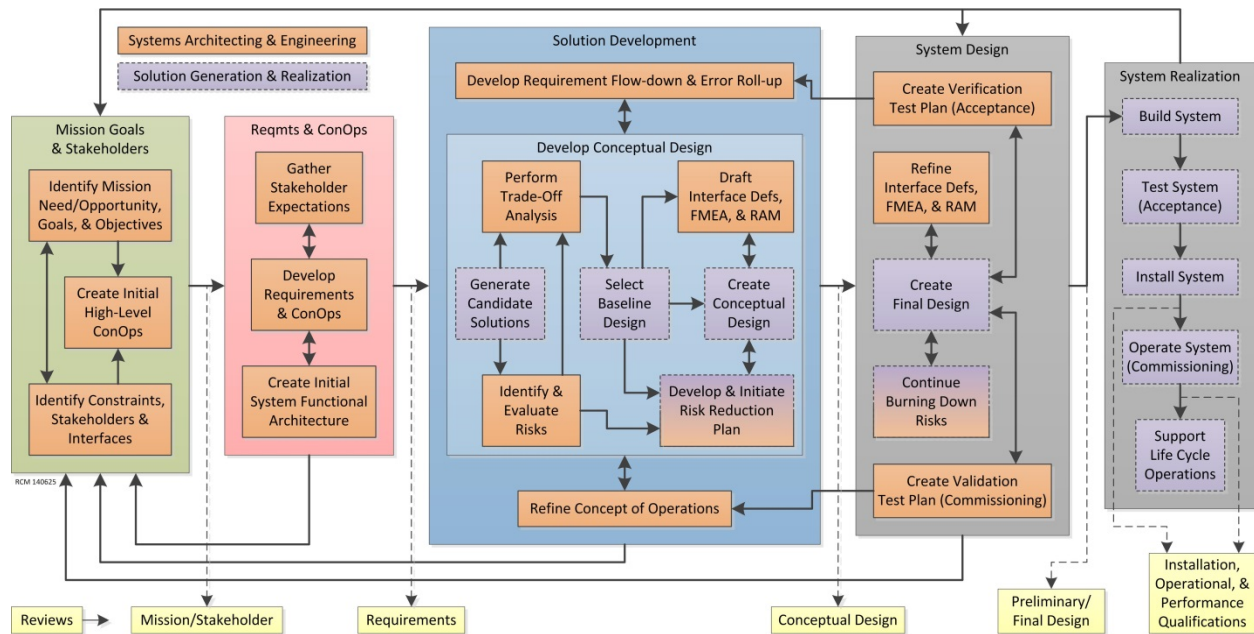 Systems Architecting & Engineering
Solution Generation & Realization
Mission Goals
& Stakeholders
Identify Mission
Need/Opportunity,
Goals, & Objectives
Create Initial
High-Level
ConOps
Identify Constraints,
Stakeholders &
Interfaces
RCM 140625
Reqmts & ConOps
Gather
Stakeholder
Expectations
Develop
Requirements
& ConOps
Create Initial
System Functional
Architecture
Solution Development
Develop Requirement Flow-down & Error Roll-up
Develop Conceptual Design
Perform
Trade-Off
Analysis
Draft
Interface Defs,
FMEA, & RAM
Generate
Candidate
Solutions
Select
Baseline
Design
Create
Conceptual
Design
Identify &
Evaluate
Risks
Develop & Initiate
Risk Reduction
Plan
Refine Concept of Operations
System Design
Create Verification
Test Plan (Acceptance)
Refine
Interface Defs,
FMEA, & RAM
Create
Final Design
Continue
Burning Down
Risks
Create Validation
Test Plan (Commissioning)
System Realization
Build System
Test System
(Acceptance)
Install System
Operate System
(Commissioning)
Support
Life Cycle
Operations
Reviews
Mission/Stakeholder
Requirements
Conceptual Design
Preliminary/
Final Design
Installation,
Operational, &
Performance
Qualifications